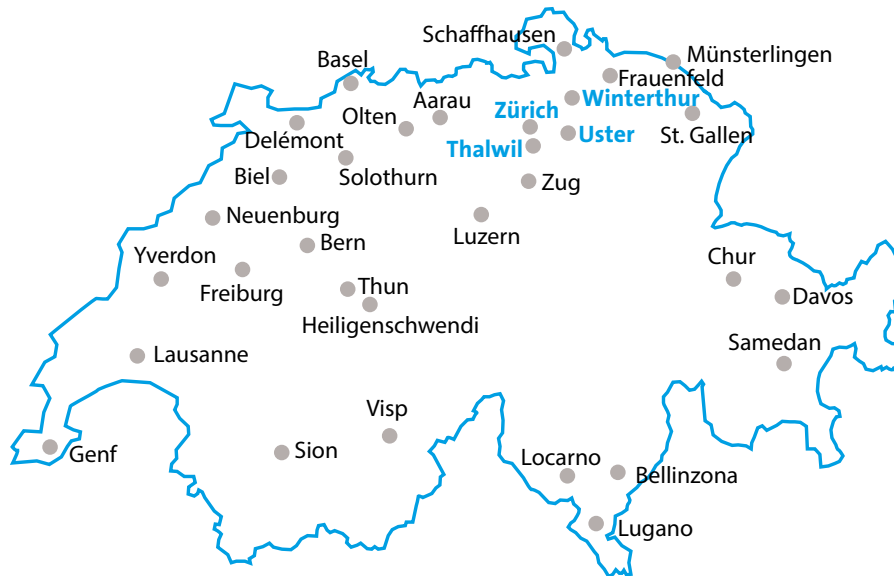 Schaffhausen
Münsterlingen
Basel
Frauenfeld
Aarau
Winterthur
Olten
Zürich
Delémont
Uster
St. Gallen
Thalwil
Solothurn
Biel
Zug
Neuenburg
Luzern
Bern
Yverdon
Chur
Thun
Freiburg
Davos
Heiligenschwendi
Samedan
Lausanne
Visp
Genf
Sion
Locarno
Bellinzona
Lugano